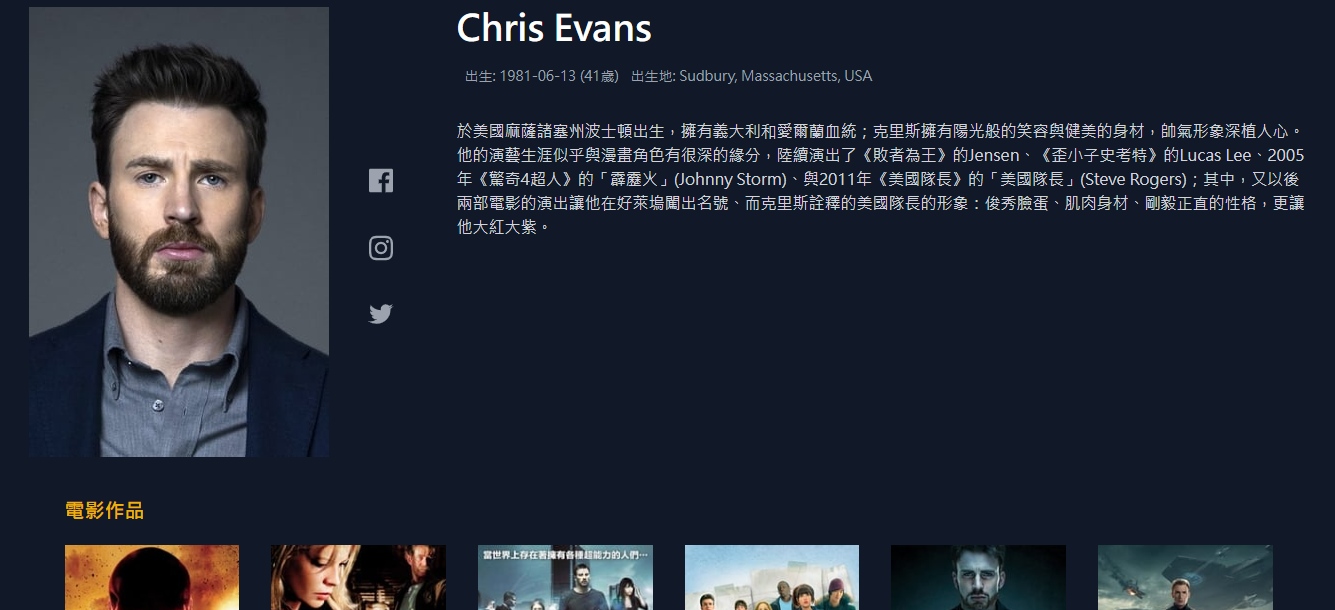 Chris Evans
出生: 1981-06-13 (41歲) 出生地: Sudbury, Massachusetts, USA
於美國麻薩諸塞州波士頓出生，擁有義大利和愛爾蘭血統；克里斯擁有陽光般的笑容與健美的身材，帥氣形象深植人心。
他的演藝生涯似乎與漫畫角色有很深的緣分，陸續演出了《敗者為王》的Jensen、《歪小子史考特》的Lucas Lee、2005
年《驚奇4超人》的「霹靂火」(Johnny Storm)、與2011年《美國隊長》的「美國隊長」(Steve Rogers)；其中，又以後
兩部電影的演出讓他在好萊塢闖出名號、而克里斯詮釋的美國隊長的形象：俊秀臉蛋、肌肉身材、剛毅正直的性格，更讓
他大紅大紫。
電影作品
當世界上存在著擁有各種超能力的人們…